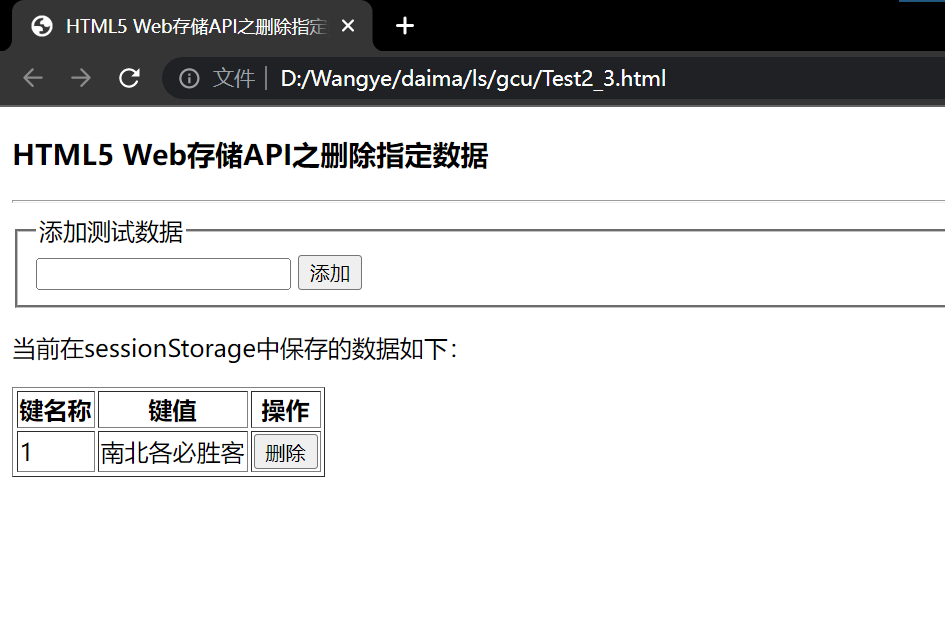 HTML5 Web存储API之删除指定
文件 D:/Wangye/daima/ls/gcu/Test2_3.html
HTML5 Web存储API之删除指定数据
添加测试数据
添加
当前在sessionStorage中保存的数据如下：
键名称 键值 操作
1 南北各必胜客 删除